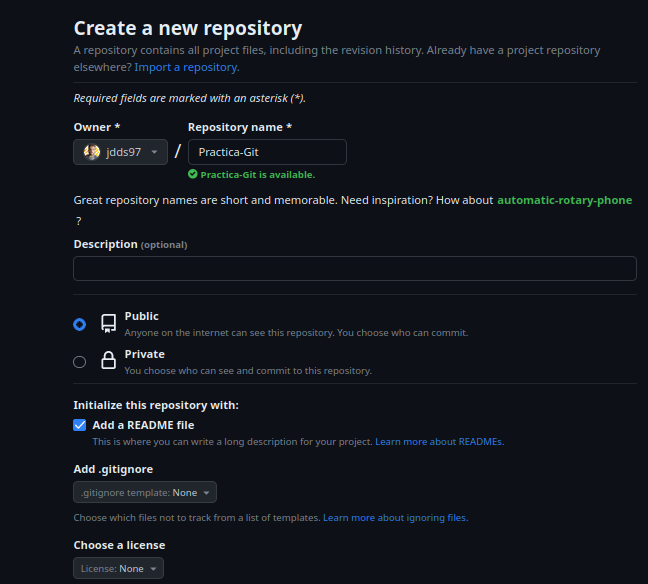 Create a new repository
A repository contains all project files, including the revision history. Already have a project repository
elsewhere? Import a repository.
Required fields are marked with an asterisk (*).
Owner *
Repository name *
jdds97
/
Practica-Git
Practica-Git is available.
Great repository names are short and memorable. Need inspiration? How about automatic-rotary-phone
?
Description (optional)
Public
Anyone on the internet can see this repository. You choose who can commit.
Private
You choose who can see and commit to this repository.
Initialize this repository with:
Add a README file
This is where you can write a long description for your project. Learn more about READMEs.
Add .gitignore
.gitignore template: None
Choose which files not to track from a list of templates. Learn more about ignoring files.
Choose a license
License: None